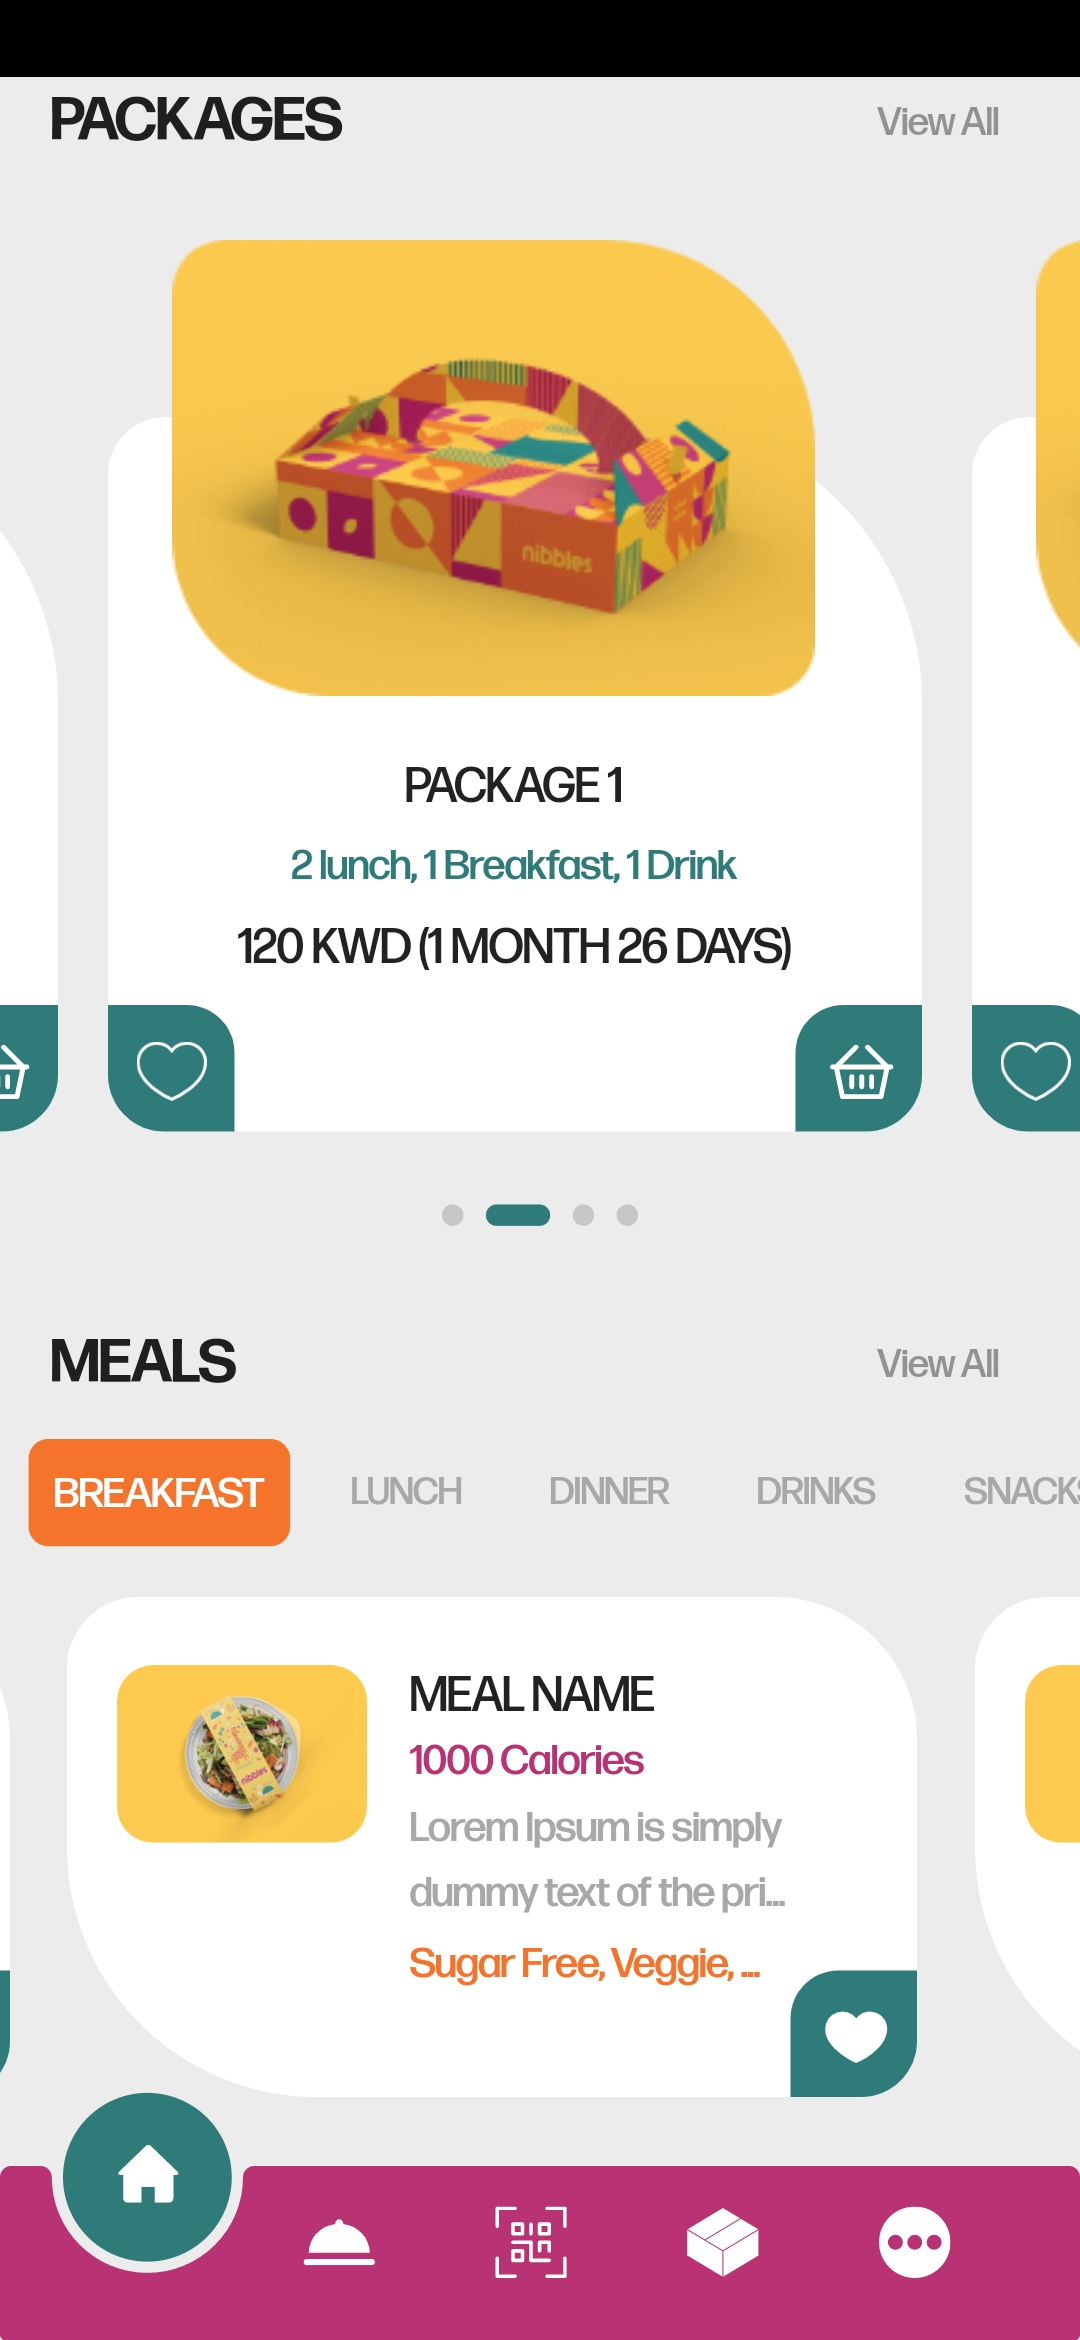 PACKAGES
View All
nibbles
PACKAGE 1
2 lunch, 1 Breakfast, 1 Drink
120 KWD (1 MONTH 26 DAYS)
MEALS
View All
BREAKFAST
LUNCH
DINNER
DRINKS
SNACKS
MEAL NAME
1000 Calories
nibbles
Lorem Ipsum is simply
dummy text of the pri...
Sugar Free, Veggie, ...